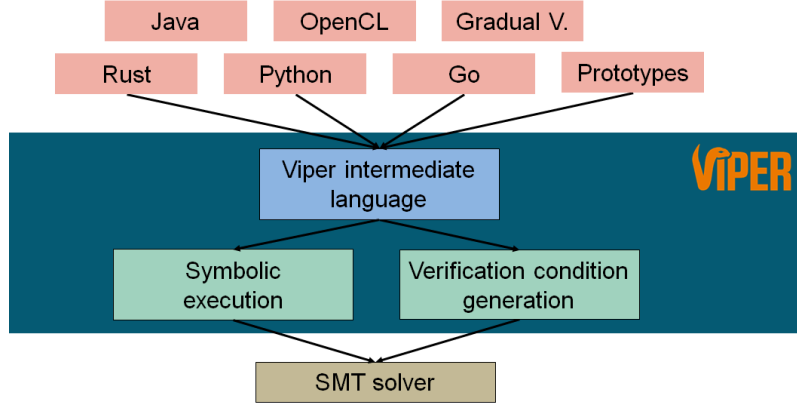 Java
OpenCL
Gradual V.
Rust
Python
Go
Prototypes
Viper intermediate
language
VIPER
Symbolic
execution
Verification condition
generation
SMT solver